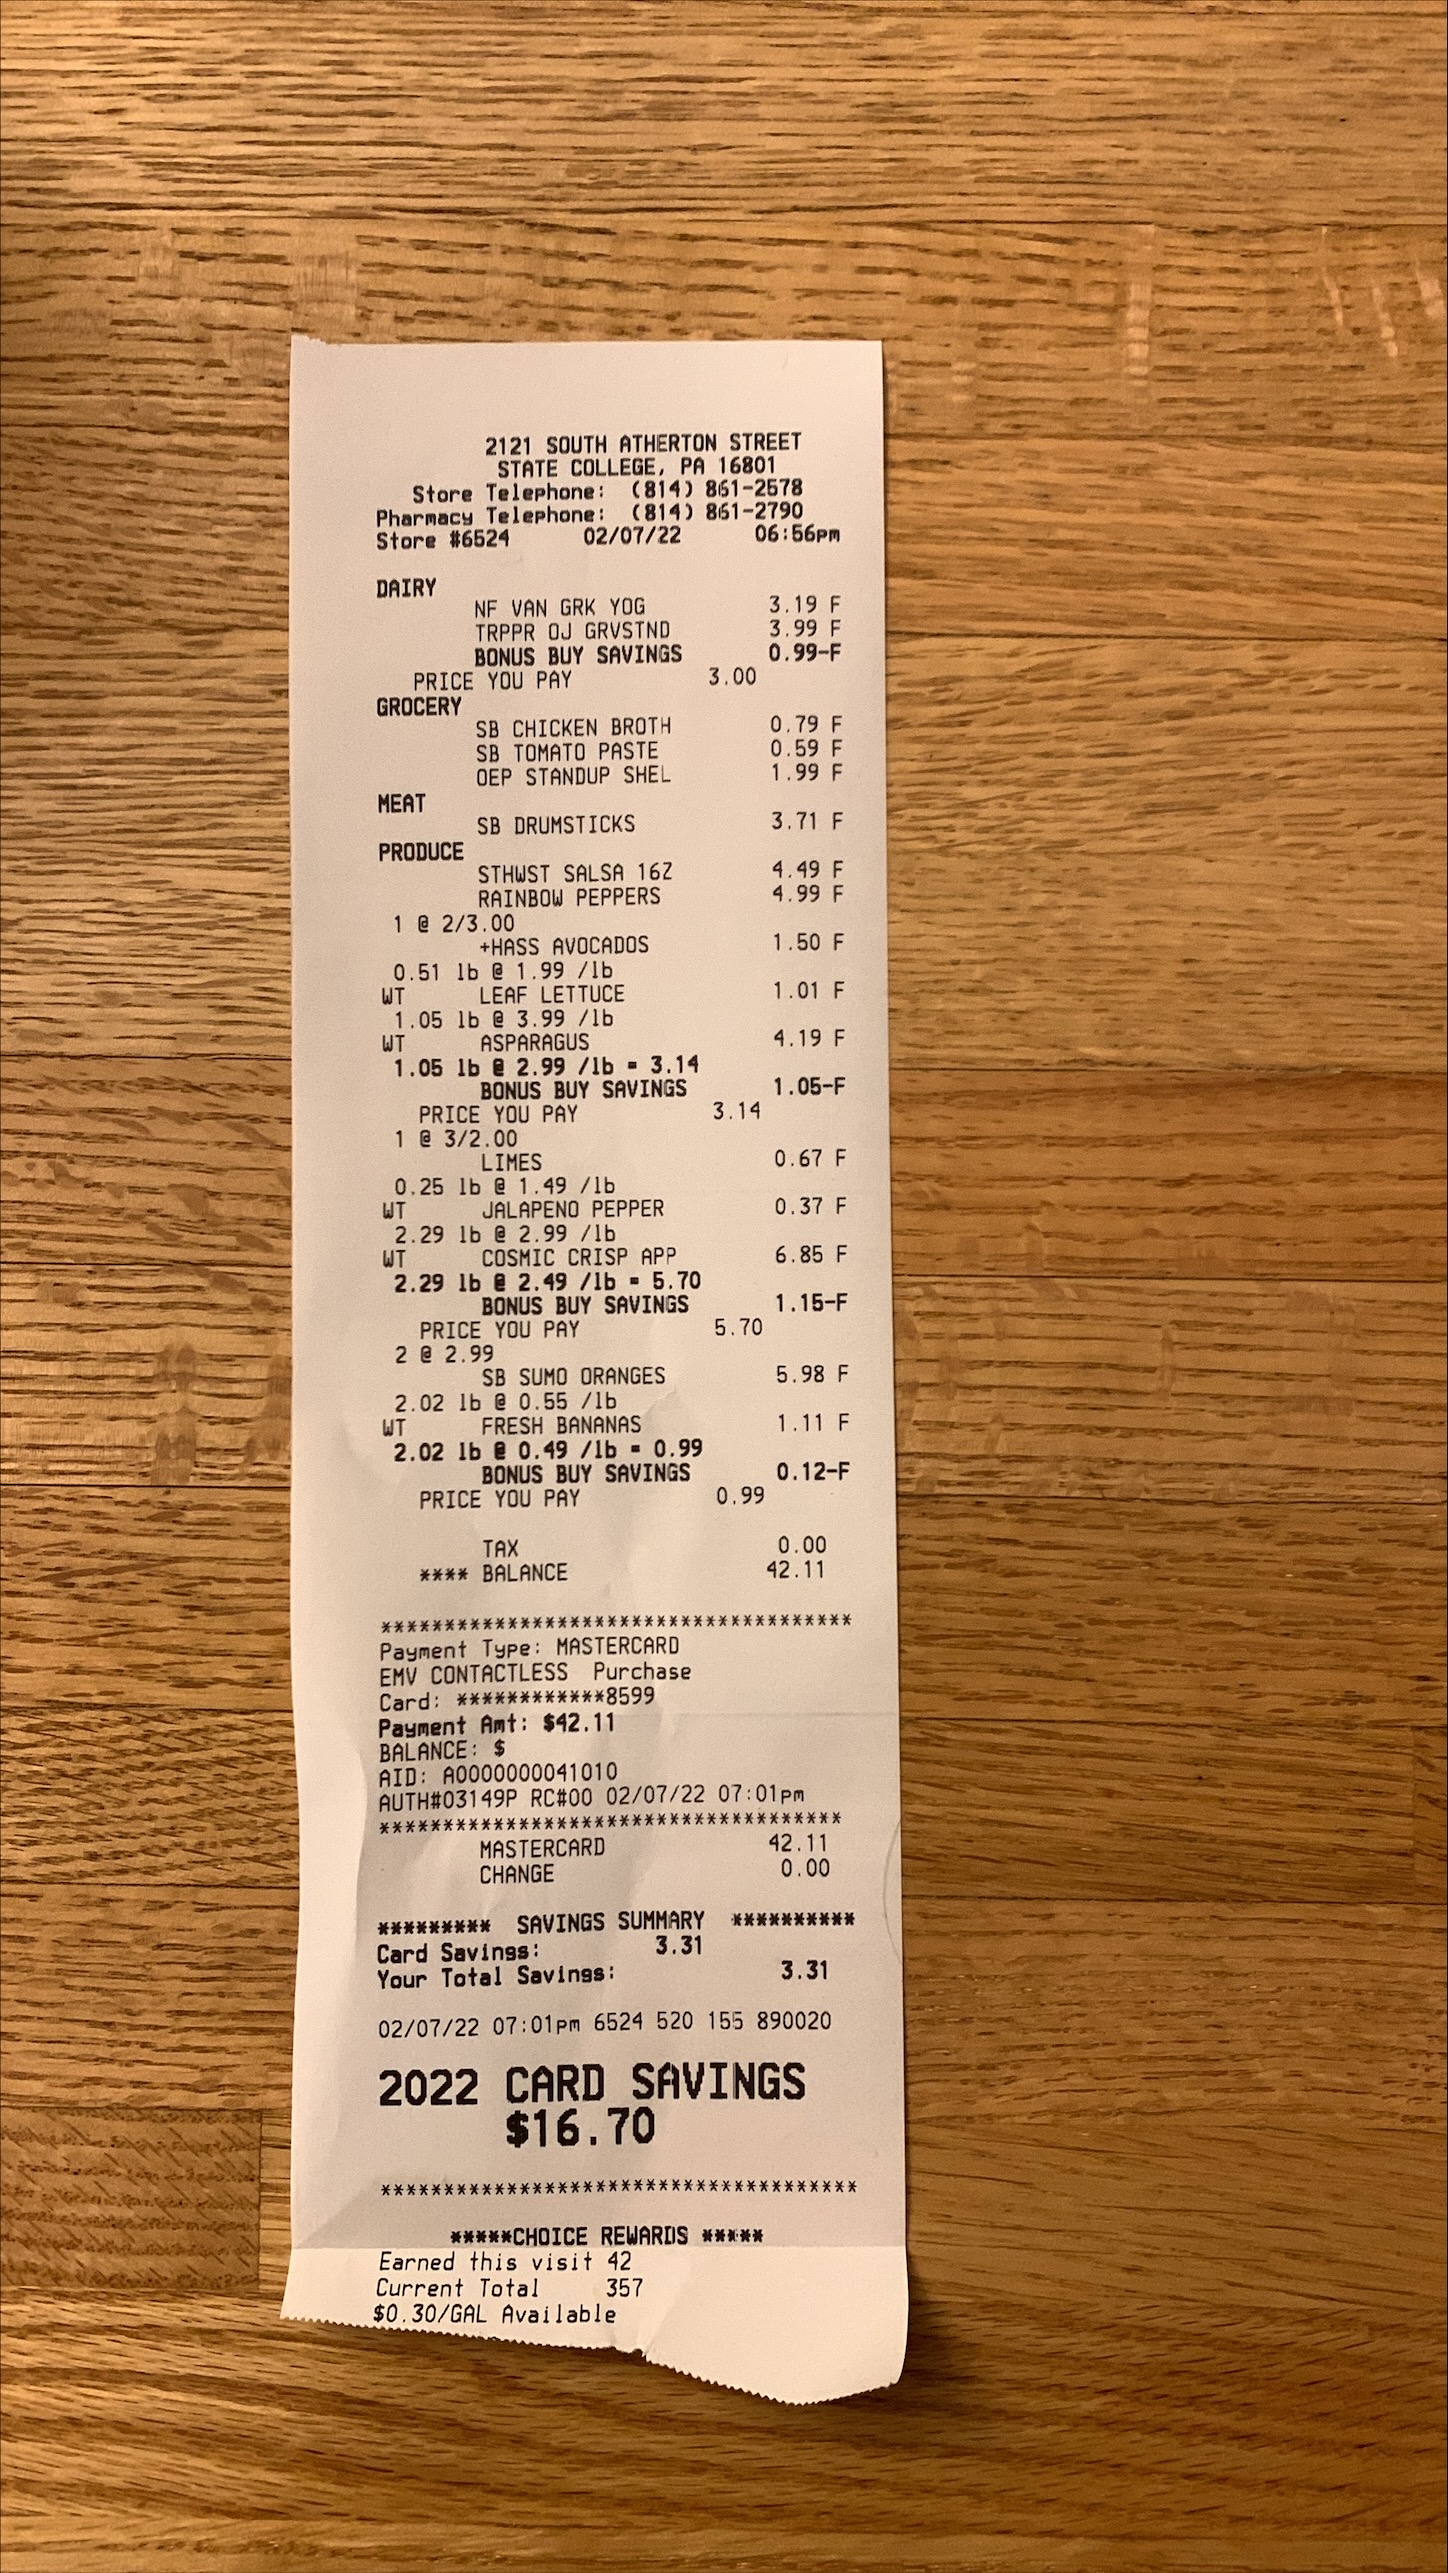 2121 SOUTH ATHERTON STREET
STATE COLLEGE, PA 16801
Store Telephone: (814) 861-2578
Pharmacy Telephone: (814) 861-2790
Store #6524 02/07/22 06:56pm
DAIRY
NF VAN GRK YOG 3.19 F
TRPPR OJ GRVSTND 3.99 F
BONUS BUY SAVINGS 0.99-F
PRICE YOU PAY 3.00
GROCERY
SB CHICKEN BROTH 0.79 F
SB TOMATO PASTE 0.59 F
OEP STANDUP SHEL 1.99 F
MEAT
SB DRUMSTICKS 3.71 F
PRODUCE
STHWST SALSA 16Z 4.49 F
RAINBOW PEPPERS 4.99 F
1 @ 2/3.00
+HASS AVOCADOS 1.50 F
0.51 lb @ 1.99 /lb
WT LEAF LETTUCE 1.01 F
1.05 lb @ 3.99 /lb
WT ASPARAGUS 4.19 F
1.05 lb @ 2.99 /lb = 3.14
BONUS BUY SAVINGS 1.05-F
PRICE YOU PAY 3.14
1 @ 3/2.00
LIMES 0.67 F
0.25 lb @ 1.49 /lb
WT JALAPENO PEPPER 0.37 F
2.29 lb @ 2.99 /lb
WT COSMIC CRISP APP 6.85 F
2.29 lb @ 2.49 /lb = 5.70
BONUS BUY SAVINGS 1.15-F
PRICE YOU PAY 5.70
2 @ 2.99
SB SUMO ORANGES 5.98 F
2.02 lb @ 0.55 /lb
WT FRESH BANANAS 1.11 F
2.02 lb @ 0.49 /lb = 0.99
BONUS BUY SAVINGS 0.12-F
PRICE YOU PAY 0.99
TAX 0.00
**** BALANCE 42.11
**************************************
Payment Type: MASTERCARD
EMV CONTACTLESS Purchase
Card: ************8599
Payment Amt: $42.11
BALANCE: $
AID: A0000000041010
AUTH#03149P RC#00 02/07/22 07:01pm
*************************************
MASTERCARD 42.11
CHANGE 0.00
********* SAVINGS SUMMARY **********
Card Savings: 3.31
Your Total Savings: 3.31
02/07/22 07:01pm 6524 520 155 890020
2022 CARD SAVINGS
$16.70
**************************************
*****CHOICE REWARDS *****
Earned this visit 42
Current Total 357
$0.30/GAL Available